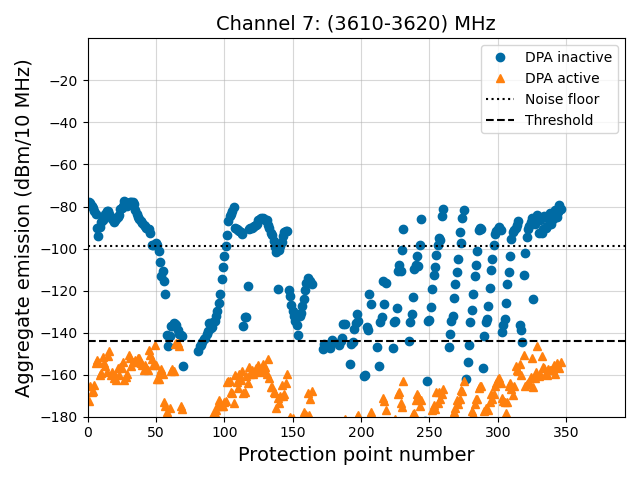 Channel 7: (3610-3620) MHz
Aggregate emission (dBm/10 MHz)
−20
−40
−60
−80
−100
−120
−140
−160
−180
DPA inactive
DPA active
Noise floor
Threshold
0 50 100 150 200 250 300 350
Protection point number